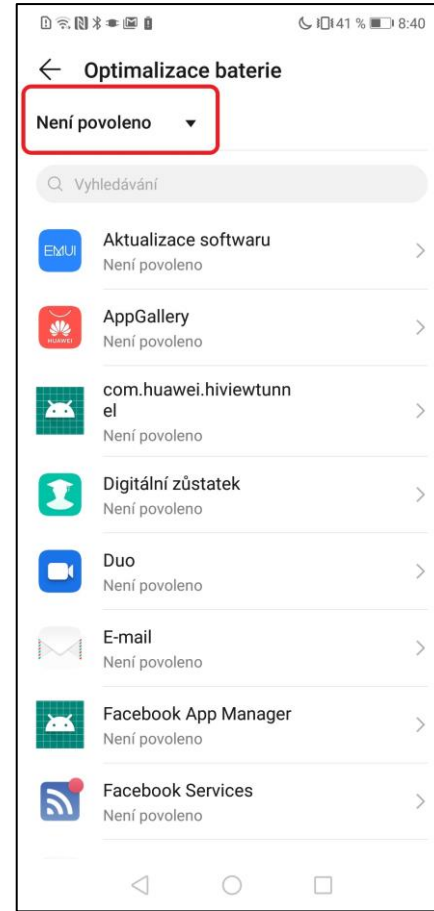 41 % 8:40
Optimalizace baterie
Není povoleno
Vyhledávání
EMUI
Aktualizace softwaru
Není povoleno
HUAWEI
AppGallery
Není povoleno
com.huawei.hiviewtunn
el
Není povoleno
Digitální zůstatek
Není povoleno
Duo
Není povoleno
E-mail
Není povoleno
Facebook App Manager
Není povoleno
Facebook Services
Není povoleno